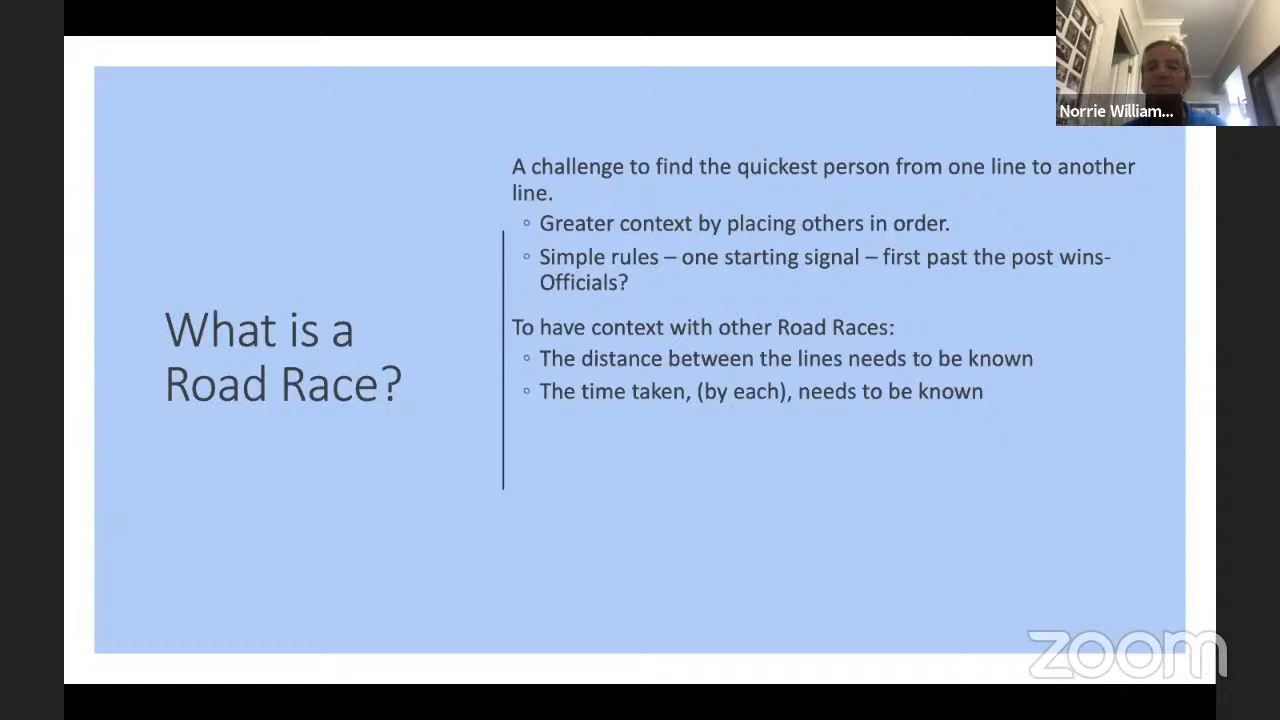 Norrie William...
A challenge to find the quickest person from one line to another
line.
◦ Greater context by placing others in order.
◦ Simple rules – one starting signal – first past the post wins-
Officials?
What is a
Road Race?
To have context with other Road Races:
◦ The distance between the lines needs to be known
◦ The time taken, (by each), needs to be known
zoom